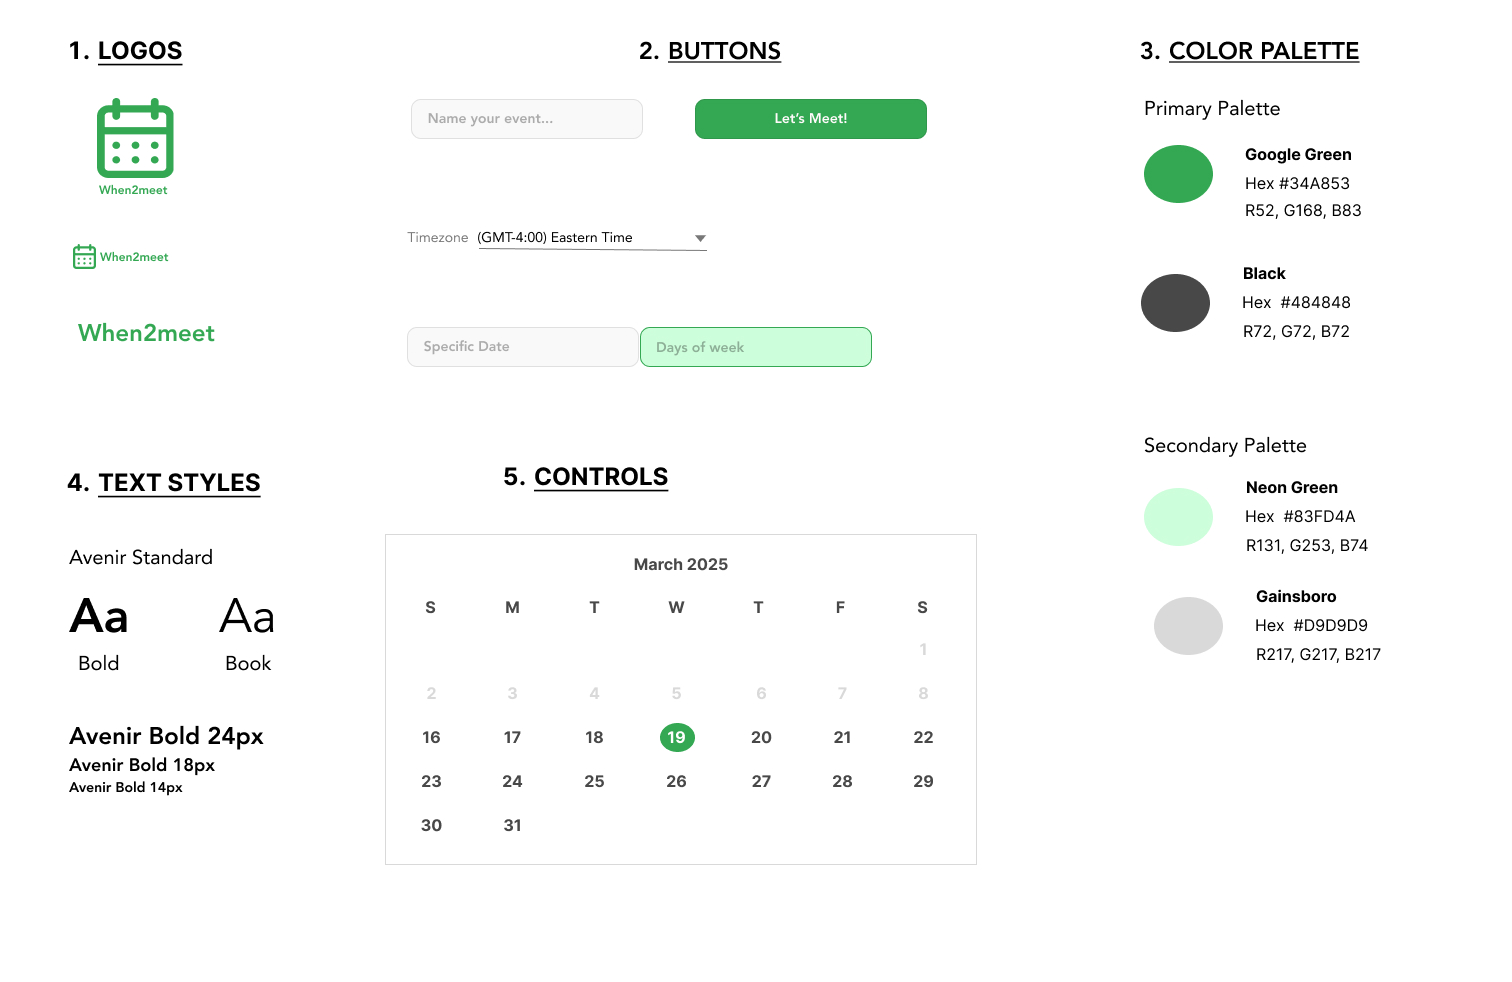 1. LOGOS
When2meet
When2meet
When2meet
2. BUTTONS
Name your event...
Let's Meet!
Timezone (GMT-4:00) Eastern Time
Specific Date
Days of week
3. COLOR PALETTE
Primary Palette
Google Green
Hex #34A853
R52, G168, B83
Black
Hex #484848
R72, G72, B72
Secondary Palette
Neon Green
Hex #83FD4A
R131, G253, B74
Gainsboro
Hex #D9D9D9
R217, G217, B217
4. TEXT STYLES
Avenir Standard
Aa Aa
Bold Book
Avenir Bold 24px
Avenir Bold 18px
Avenir Bold 14px
5. CONTROLS
March 2025
S M T W T F S
1
2 3 4 5 6 7 8
16 17 18 19 20 21 22
23 24 25 26 27 28 29
30 31